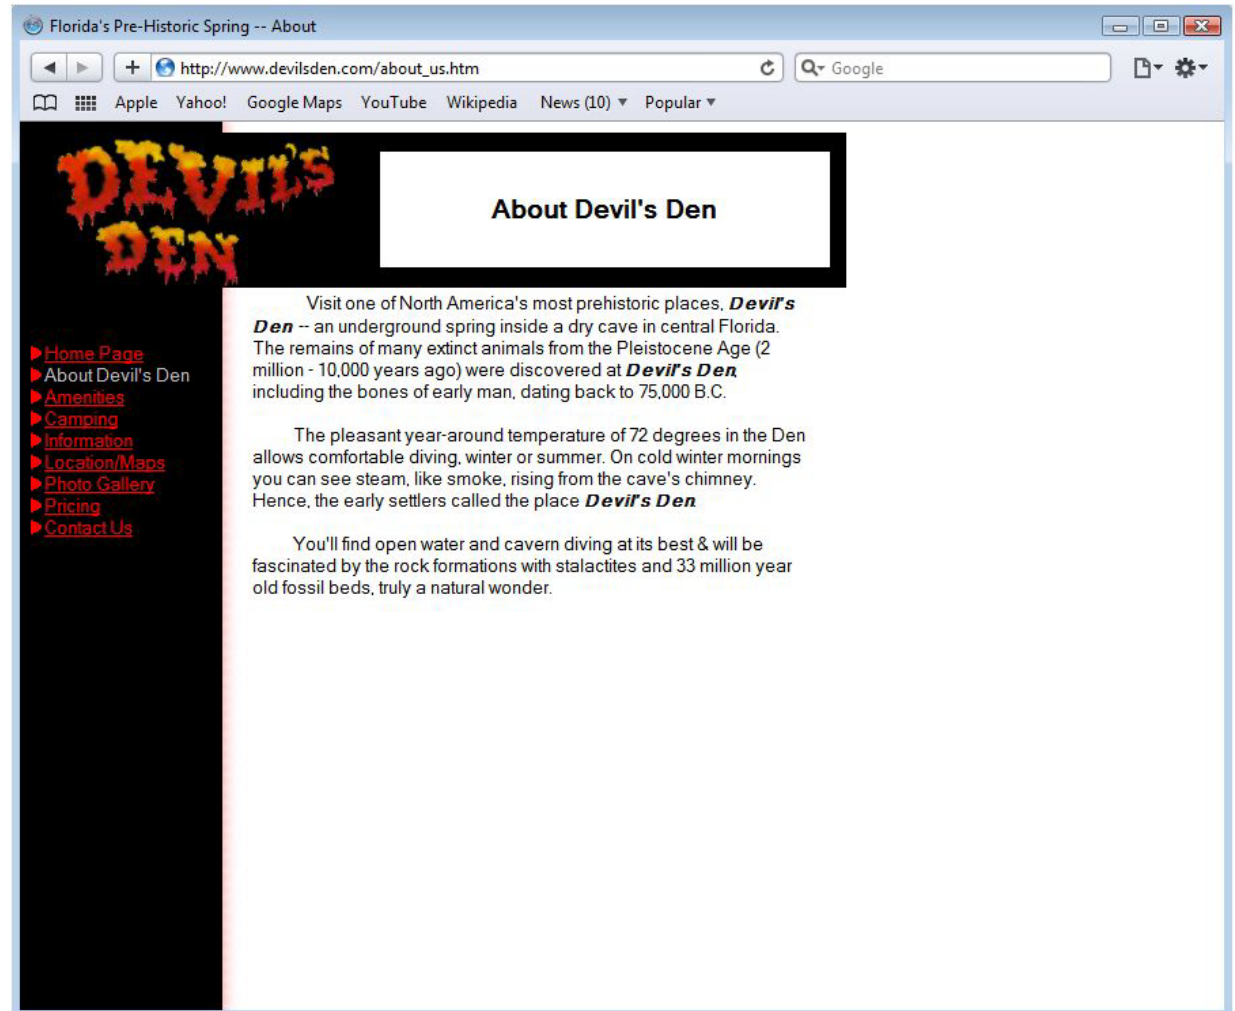 Florida's Pre-Historic Spring -- About
http://www.devilsden.com/about_us.htm
Google
Apple Yahoo! Google Maps YouTube Wikipedia News (10) Popular
DEVIL'S
DEN
About Devil's Den
Home Page
About Devil's Den
Amenities
Camping
Information
Location/Maps
Photo Gallery
Pricing
Contact Us
Visit one of North America's most prehistoric places, Devil's
Den -- an underground spring inside a dry cave in central Florida.
The remains of many extinct animals from the Pleistocene Age (2
million - 10,000 years ago) were discovered at Devil's Den,
including the bones of early man, dating back to 75,000 B.C.
The pleasant year-around temperature of 72 degrees in the Den
allows comfortable diving, winter or summer. On cold winter mornings
you can see steam, like smoke, rising from the cave's chimney.
Hence, the early settlers called the place Devil's Den.
You'll find open water and cavern diving at its best & will be
fascinated by the rock formations with stalactites and 33 million year
old fossil beds, truly a natural wonder.